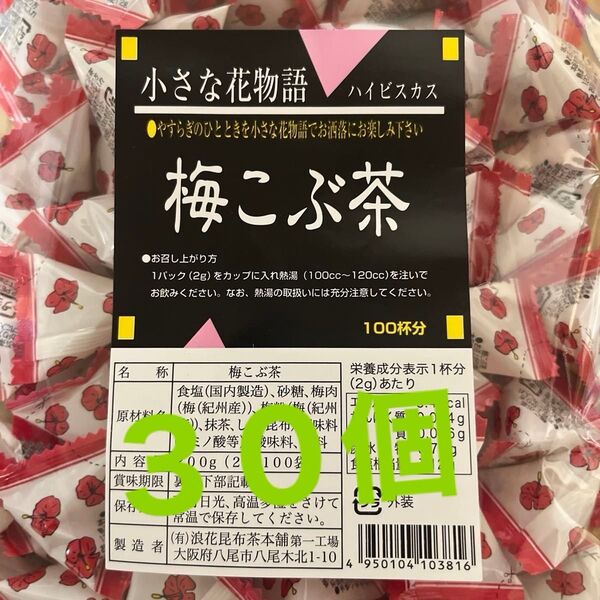 小さな花物語 ハイビスカス
●やすらぎのひとときを小さな花物語でお洒落にお楽しみ下さい
梅こぶ茶
●お召し上がり方
1パック(2g)をカップに入れ熱湯(100cc〜120cc)を注いで
お飲みください。なお、熱湯の取扱いには充分注意してください。
100杯分
名 称 梅こぶ茶
原材料名 食塩(国内製造)、砂糖、梅肉
(梅(紀州産))、
抹茶、
内容
賞味期限
保存
日光、高温多湿をさけて
常温で保存してください。
製造者 (有)浪花昆布茶本舗第一工場
大阪府八尾市八尾木北1-10
栄養成分表示1杯分
(2g)あたり
30個
外装
4 950104 103816